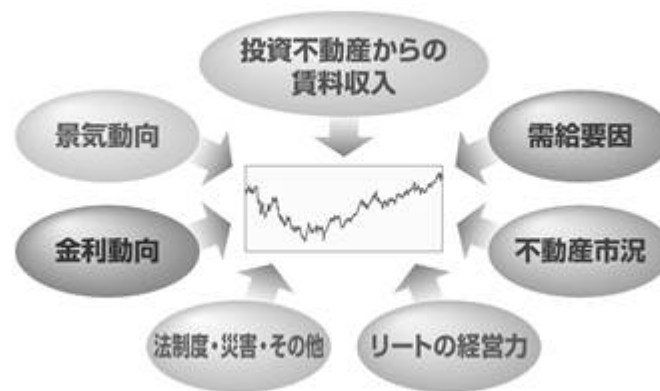 投資不動産からの
賃料収入
景気動向
需給要因
金利動向
不動産市況
法制度・災害・その他
リートの経営力